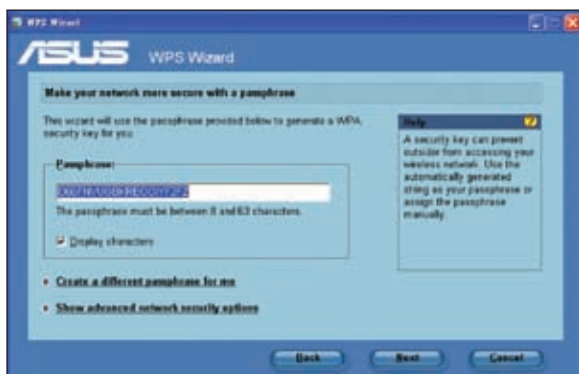 WPS Wizard
ASUS WPS Wizard
Make your network more secure with a passphrase
This wizard will use the passphrase provided below to generate a WPA
security key for you.
Passphrase:
The passphrase must be between 8 and 63 characters.
Display characters
Create a different passphrase for me
Show advanced network security options
Help
A security key can prevent
outsider from accessing your
wireless network. Use the
automatically generated
string as your passphrase or
assign the passphrase
manually.
Back Next Cancel